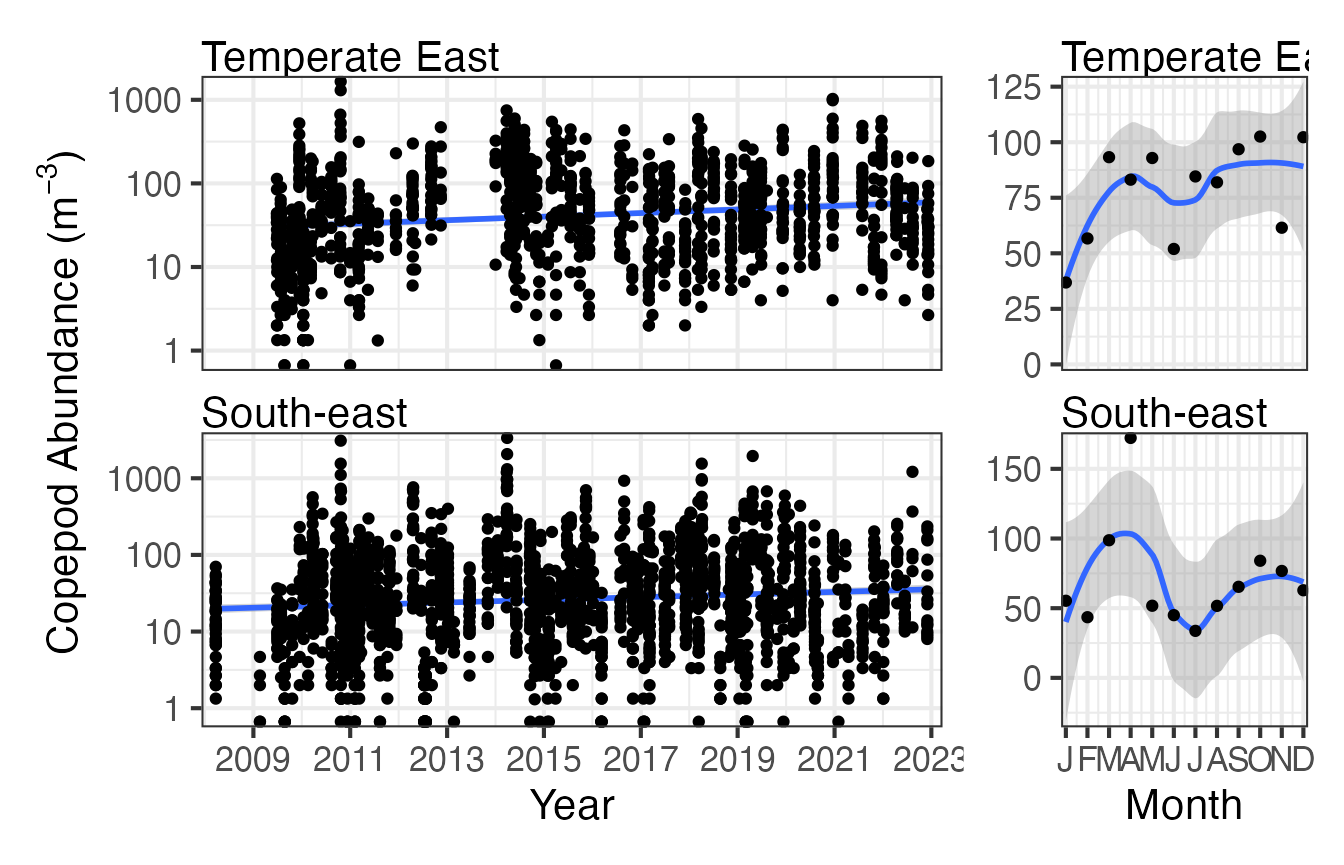 Temperate East
Temperate Ea
1000
100
10
1
125
100
75
50
25
0
Copepod Abundance (m⁻³)
South-east
South-east
1000
100
10
1
150
100
50
0
2009 2011 2013 2015 2017 2019 2021 2023
J F M A M J J A S O N D
Year
Month